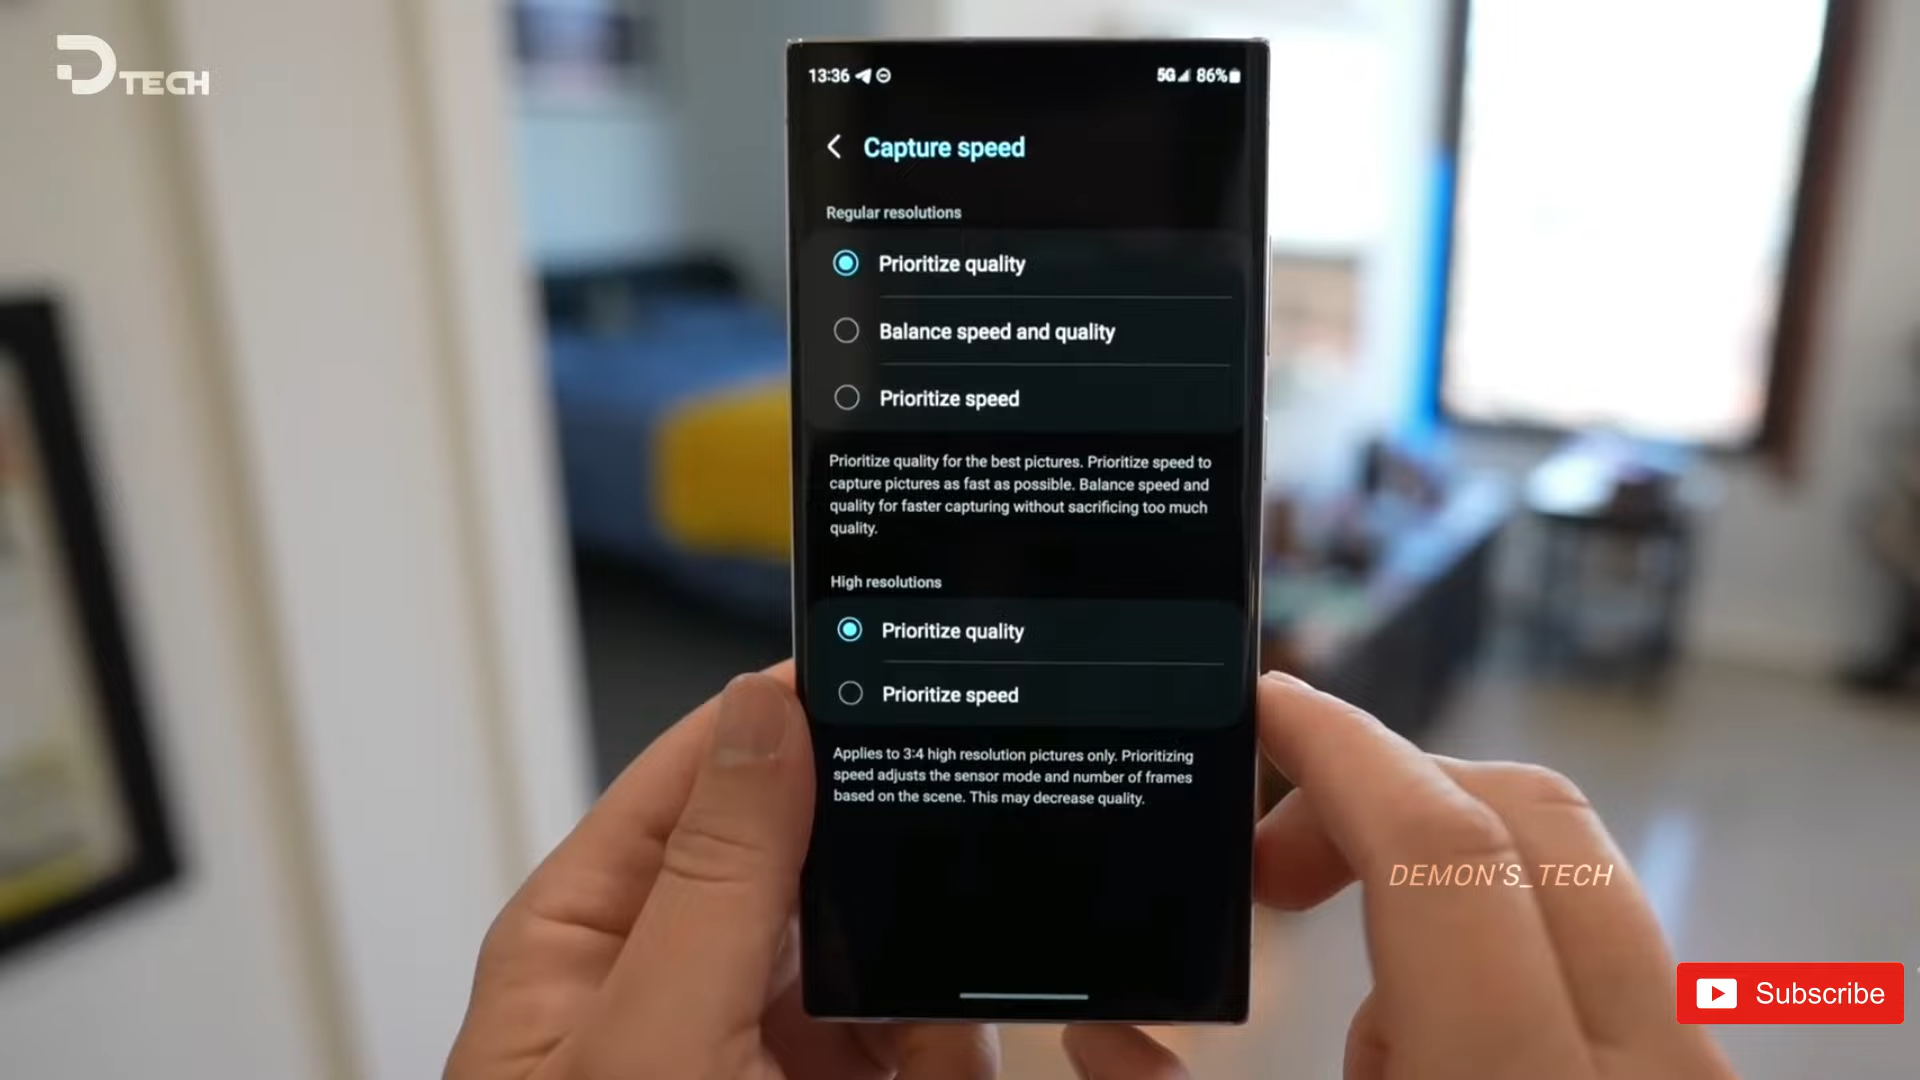 D TECH
13:36
5G 86%
Capture speed
Regular resolutions
Prioritize quality
Balance speed and quality
Prioritize speed
Prioritize quality for the best pictures. Prioritize speed to
capture pictures as fast as possible. Balance speed and
quality for faster capturing without sacrificing too much
quality.
High resolutions
Prioritize quality
Prioritize speed
Applies to 3:4 high resolution pictures only. Prioritizing
speed adjusts the sensor mode and number of frames
based on the scene. This may decrease quality.
DEMON'S_TECH
Subscribe